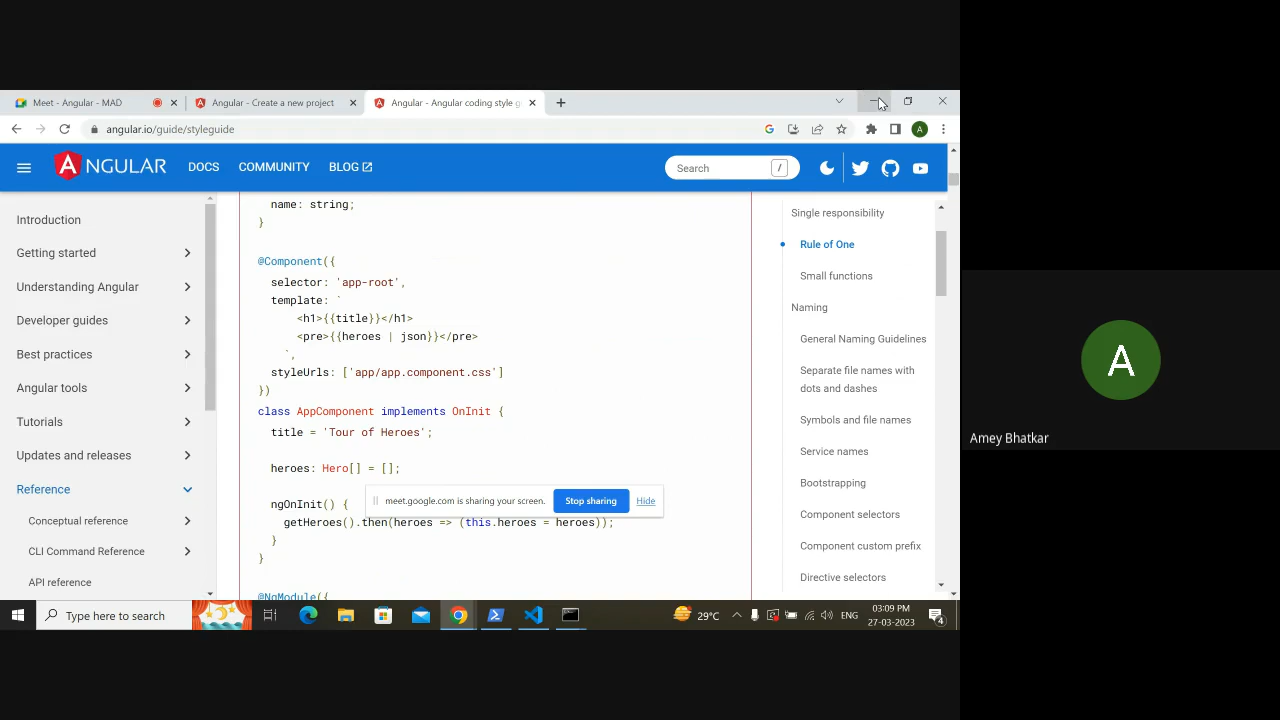 Meet - Angular - MAD
Angular - Create a new project
Angular - Angular coding style g
angular.io/guide/styleguide
A
NGULAR
DOCS
COMMUNITY
BLOG
Search
/
Introduction
Getting started
Understanding Angular
Developer guides
Best practices
Angular tools
Tutorials
Updates and releases
Reference
Conceptual reference
CLI Command Reference
API reference
name: string;
}
@Component({
selector: 'app-root',
template: `
<h1>{{title}}</h1>
<pre>{{heroes | json}}</pre>
`,
styleUrls: ['app/app.component.css']
})
class AppComponent implements OnInit {
title = 'Tour of Heroes';
heroes: Hero[] = [];
ngOnInit() {
getHeroes().then(heroes => (this.heroes = heroes));
}
}
@NgModule({
meet.google.com is sharing your screen.
Stop sharing
Hide
Single responsibility
Rule of One
Small functions
Naming
General Naming Guidelines
Separate file names with
dots and dashes
Symbols and file names
Service names
Bootstrapping
Component selectors
Component custom prefix
Directive selectors
Type here to search
29°C
ENG
03:09 PM
27-03-2023
4
A
Amey Bhatkar